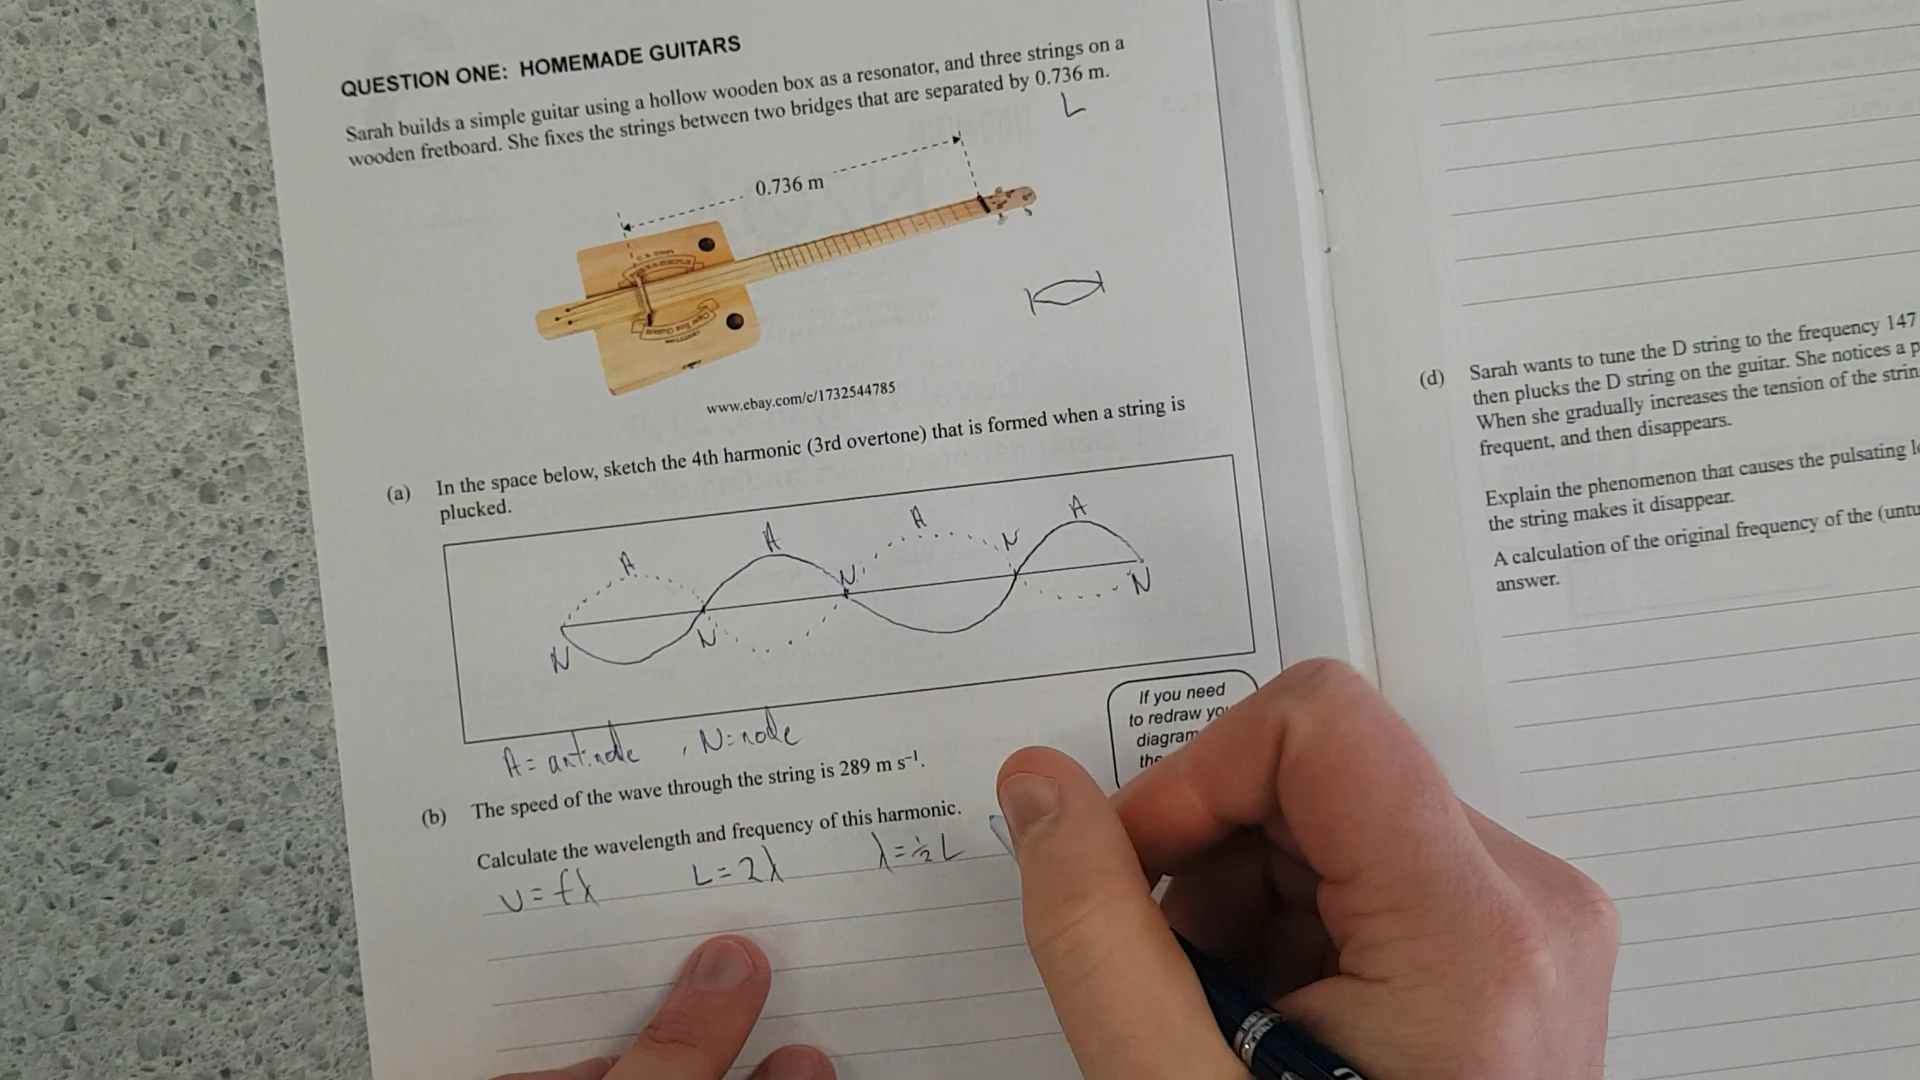 QUESTION ONE: HOMEMADE GUITARS
Sarah builds a simple guitar using a hollow wooden box as a resonator, and three strings on a
wooden fretboard. She fixes the strings between two bridges that are separated by 0.736 m.
L
0.736 m
www.ebay.com/c/1732544785
(a) In the space below, sketch the 4th harmonic (3rd overtone) that is formed when a string is
plucked.
A A A A
N N N N N
A = antinode , N = node
If you need
to redraw
diagram
(b) The speed of the wave through the string is 289 m s⁻¹.
Calculate the wavelength and frequency of this harmonic.
v = fλ L = 2λ λ = ½ L
(d) Sarah wants to tune the D string to the frequency 147
then plucks the D string on the guitar. She notices a
When she gradually increases the tension of the
frequent, and then disappears.
Explain the phenomenon that causes the pulsating
the string makes it disappear.
A calculation of the original frequency of the
answer.